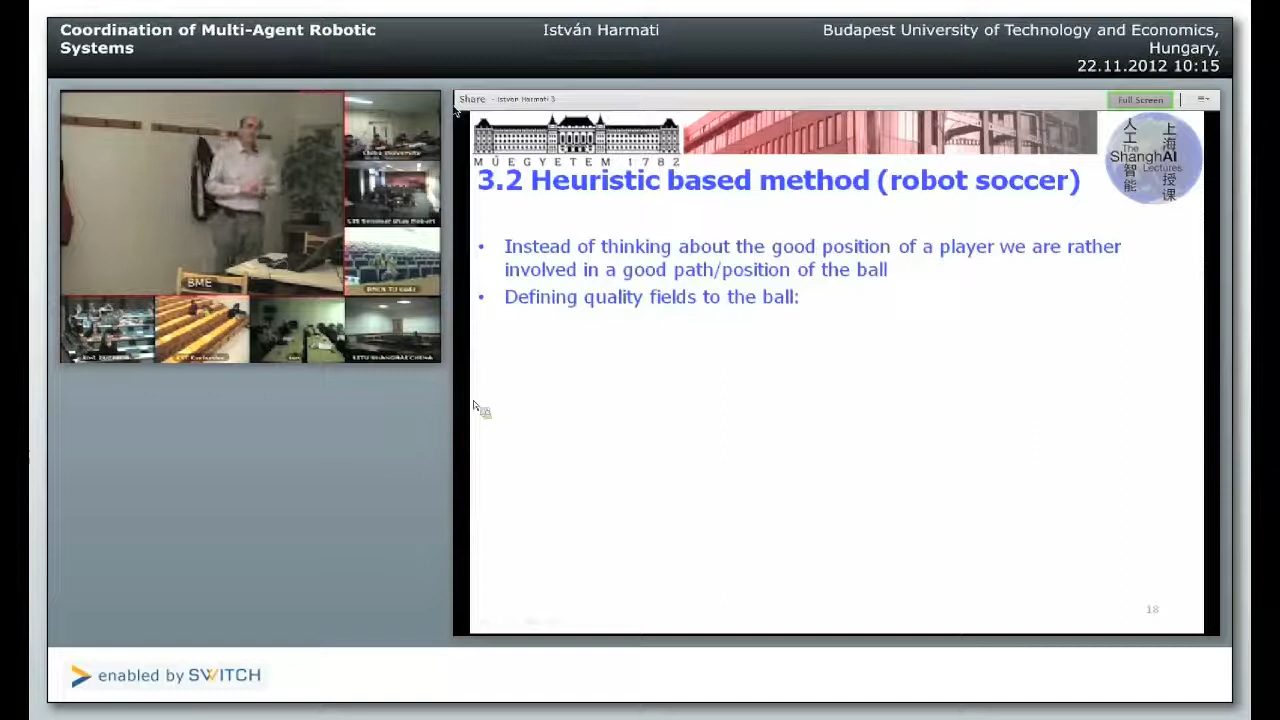 Coordination of Multi-Agent Robotic
Systems
István Harmati
Budapest University of Technology and Economics,
Hungary,
22.11.2012 10:15
BME
Share - Istvan Harmati 3
Full Screen
MŰEGYETEM 1782
人工智能
The
ShanghAI
Lectures
上海授课
3.2 Heuristic based method (robot soccer)
• Instead of thinking about the good position of a player we are rather
involved in a good path/position of the ball
• Defining quality fields to the ball:
18
enabled by SWITCH